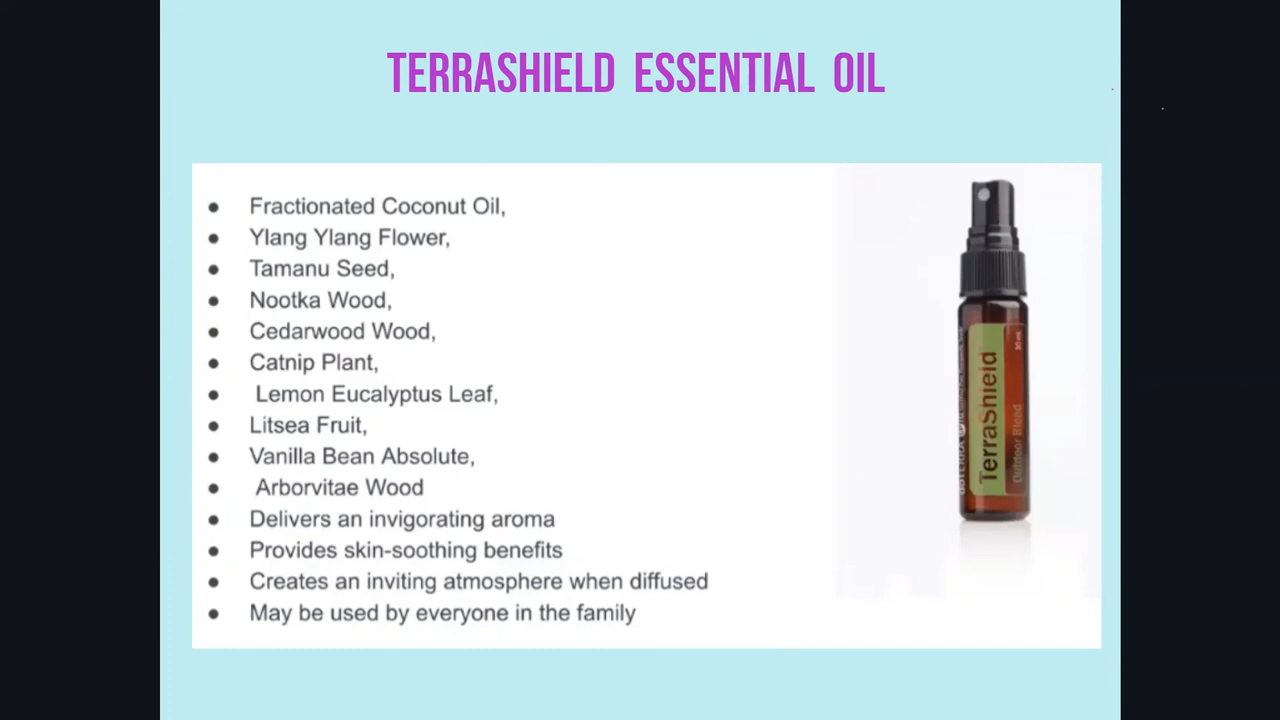 TERRASHIELD ESSENTIAL OIL
● Fractionated Coconut Oil,
● Ylang Ylang Flower,
● Tamanu Seed,
● Nootka Wood,
● Cedarwood Wood,
● Catnip Plant,
● Lemon Eucalyptus Leaf,
● Litsea Fruit,
● Vanilla Bean Absolute,
● Arborvitae Wood
● Delivers an invigorating aroma
● Provides skin-soothing benefits
● Creates an inviting atmosphere when diffused
● May be used by everyone in the family
TerraShield
Outdoor Blend
30 mL